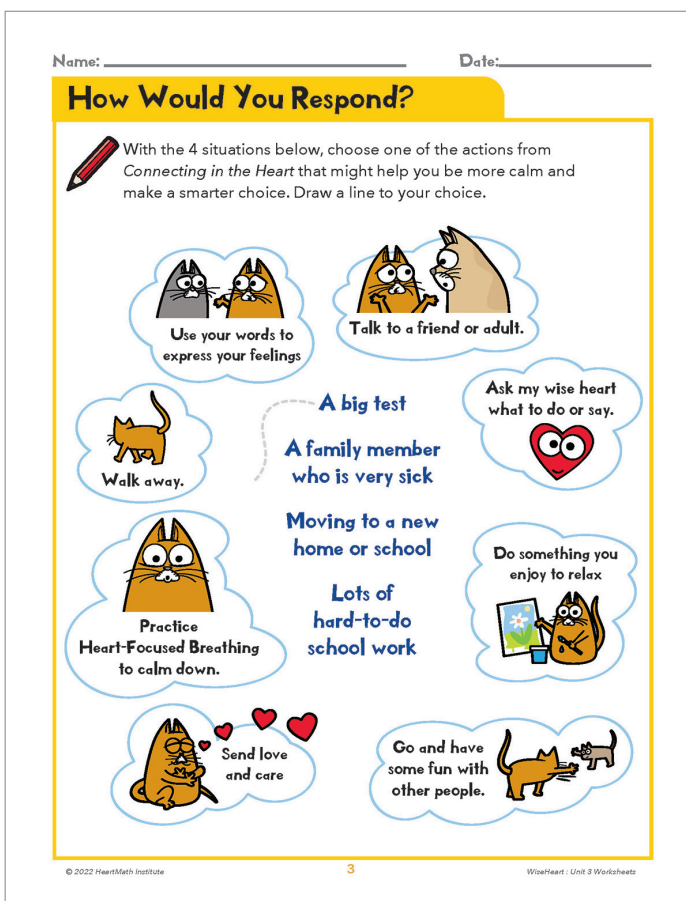 Name:
Date:
How Would You Respond?
With the 4 situations below, choose one of the actions from
Connecting in the Heart that might help you be more calm and
make a smarter choice. Draw a line to your choice.
Use your words to
express your feelings
Talk to a friend or adult.
Ask my wise heart
what to do or say.
Walk away.
A big test
A family member
who is very sick
Moving to a new
home or school
Lots of
hard-to-do
school work
Do something you
enjoy to relax
Practice
Heart-Focused Breathing
to calm down.
Send love
and care
Go and have
some fun with
other people.
© 2022 HeartMath Institute
3
WiseHeart : Unit 3 Worksheets